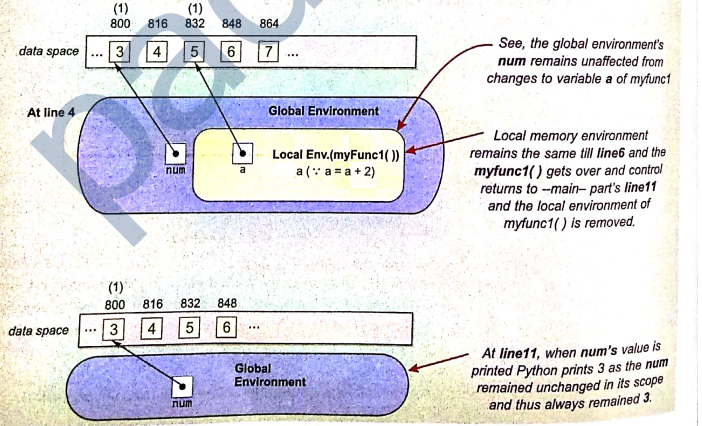 (1) (1)
800 816 832 848 864
data space ... 3 4 5 6 7 ...
See, the global environment's
num remains unaffected from
changes to variable a of myfunc1
At line 4
Global Environment
Local Env.(myFunc1( ))
a ( ∵ a = a + 2)
num
a
Local memory environment
remains the same till line6 and the
myfunc1( ) gets over and control
returns to –main– part's line11
and the local environment of
myfunc1( ) is removed.
(1)
800 816 832 848
data space ... 3 4 5 6 ...
Global
Environment
num
At line11, when num's value is
printed Python prints 3 as the num
remained unchanged in its scope
and thus always remained 3.